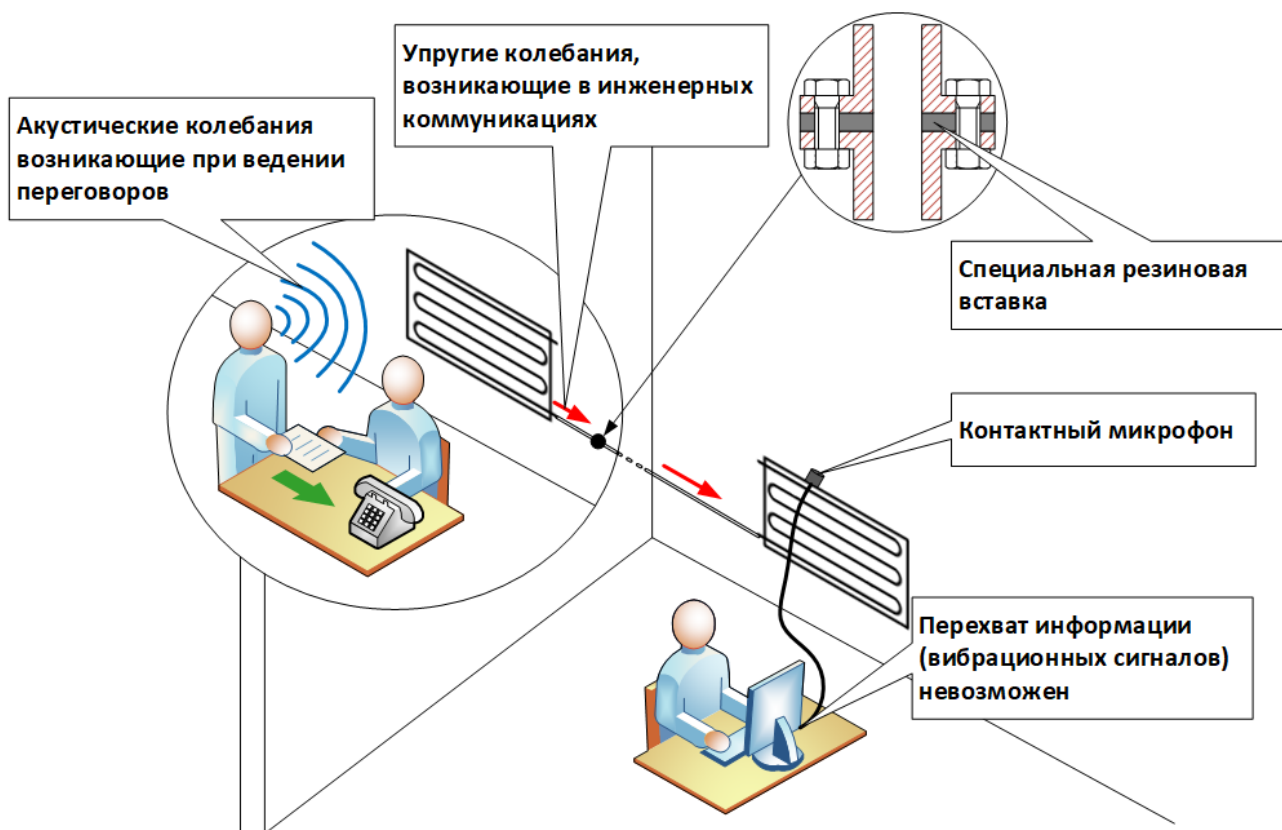 Акустические колебания
возникающие при ведении
переговоров
Упругие колебания,
возникающие в инженерных
коммуникациях
Специальная резиновая
вставка
Контактный микрофон
Перехват информации
(вибрационных сигналов)
невозможен